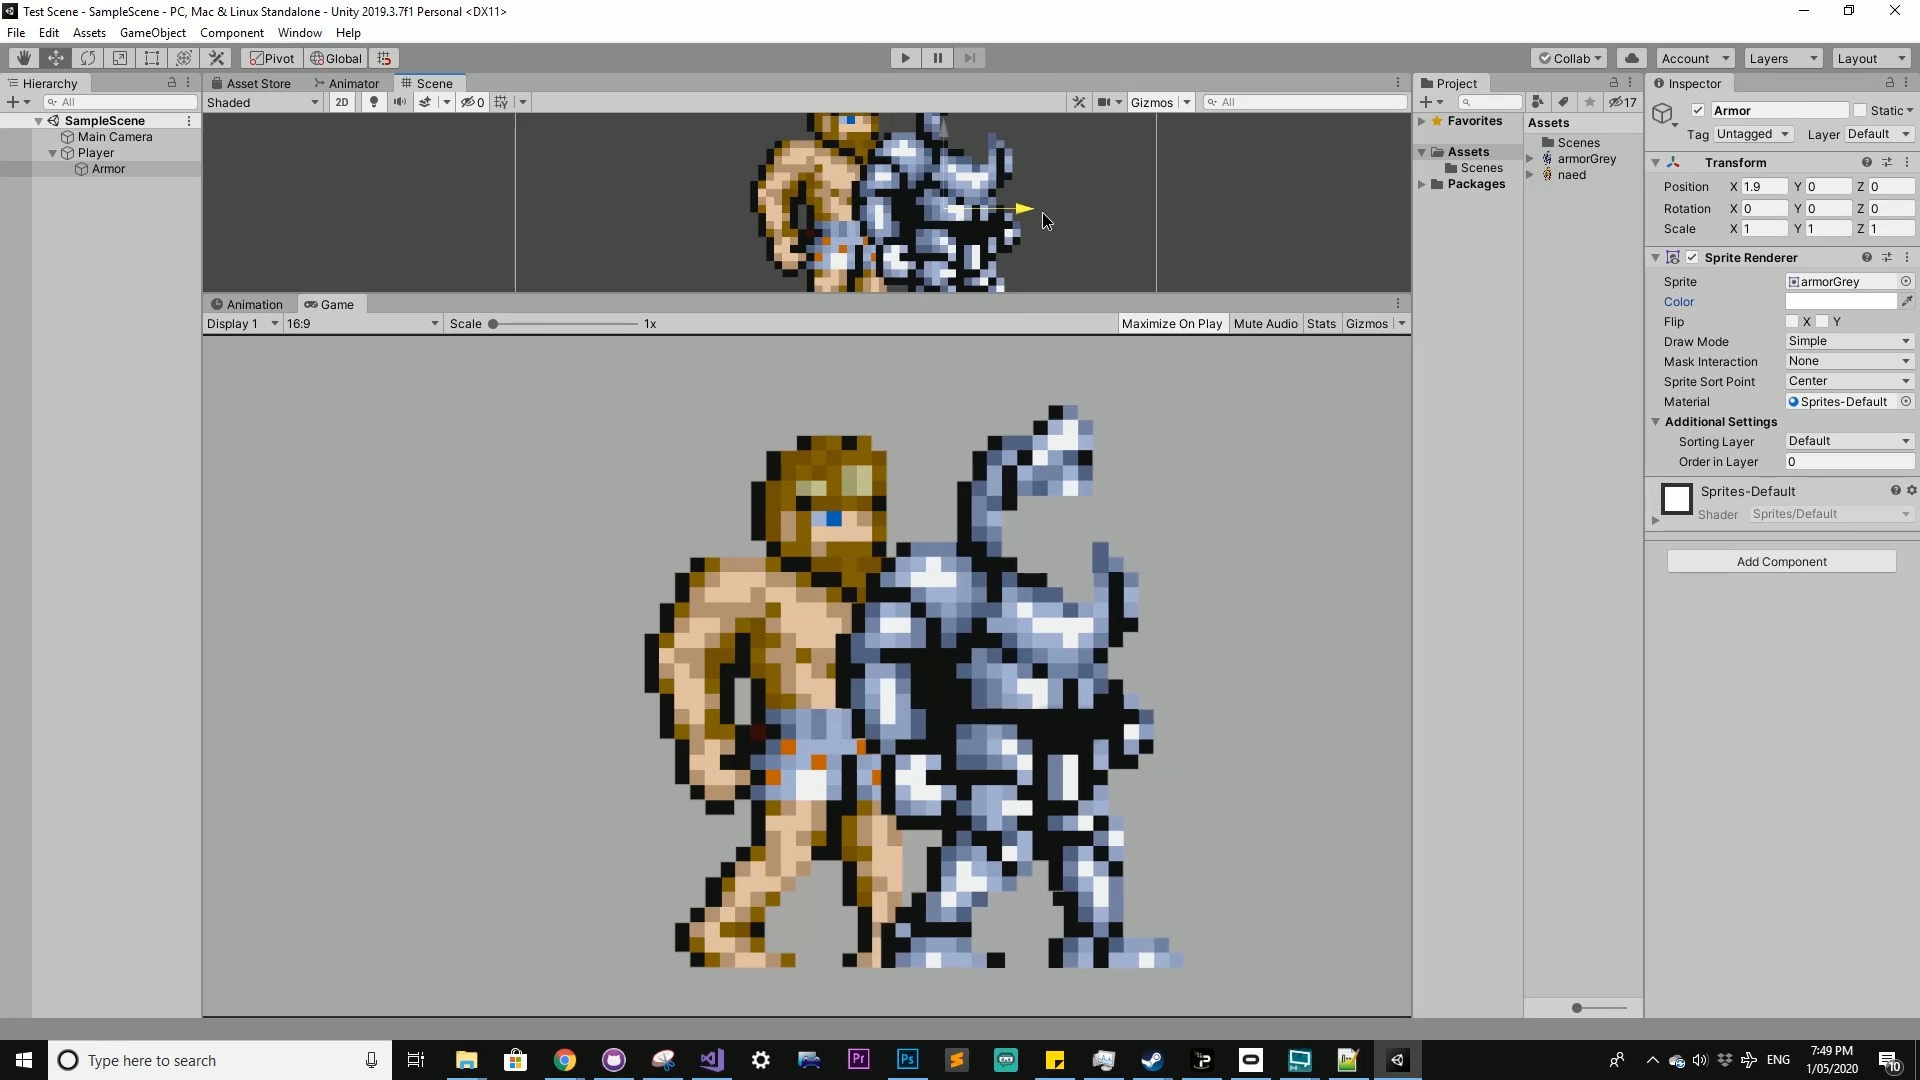 Test Scene - SampleScene - PC, Mac & Linux Standalone - Unity 2019.3.7f1 Personal <DX11>
File Edit Assets GameObject Component Window Help
Pivot Global Collab Account Layers Layout
Hierarchy
All
SampleScene
Main Camera
Player
Armor
Asset Store Animator Scene
Shaded 2D 0 Gizmos All
Animation Game
Display 1 16:9 Scale 1x Maximize On Play Mute Audio Stats Gizmos
Project
17
Favorites
Assets
Scenes
Packages
Assets
Scenes
armorGrey
naed
Inspector
Armor Static
Tag Untagged Layer Default
Transform
Position X 1.9 Y 0 Z 0
Rotation X 0 Y 0 Z 0
Scale X 1 Y 1 Z 1
Sprite Renderer
Sprite armorGrey
Color
Flip X Y
Draw Mode Simple
Mask Interaction None
Sprite Sort Point Center
Material Sprites-Default
Additional Settings
Sorting Layer Default
Order in Layer 0
Sprites-Default
Shader Sprites/Default
Add Component
Type here to search
Pr
Ps
ENG
7:49 PM
1/05/2020
10